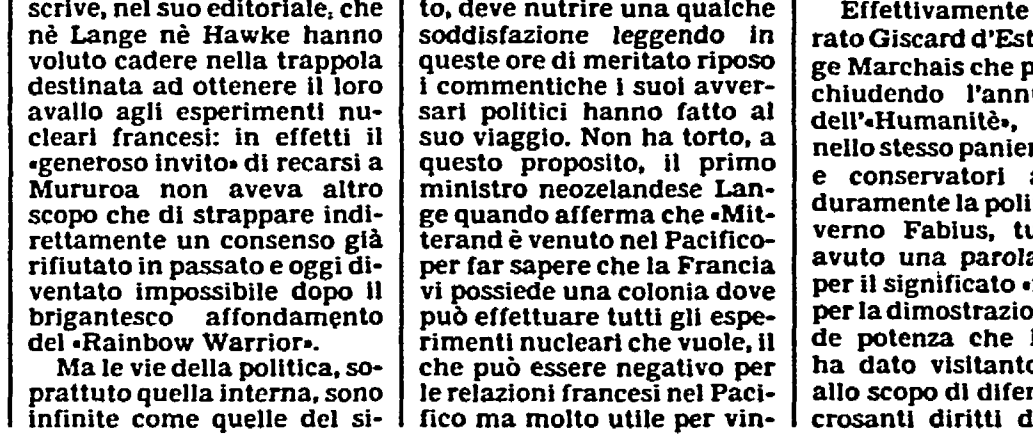 scrive, nel suo editoriale, che
nè Lange nè Hawke hanno
voluto cadere nella trappola
destinata ad ottenere il loro
avallo agli esperimenti nu-
cleari francesi: in effetti il
«generoso invito» di recarsi a
Mururoa non aveva altro
scopo che di strappare indi-
rettamente un consenso già
rifiutato in passato e oggi di-
ventato impossibile dopo il
brigantesco affondamento
del «Rainbow Warrior».
Ma le vie della politica, so-
prattuto quella interna, sono
infinite come quelle del si-
to, deve nutrire una qualche
soddisfazione leggendo in
queste ore di meritato riposo
i commentiche i suoi avver-
sari politici hanno fatto al
suo viaggio. Non ha torto, a
questo proposito, il primo
ministro neozelandese Lan-
ge quando afferma che «Mit-
terand è venuto nel Pacifico-
per far sapere che la Francia
vi possiede una colonia dove
può effettuare tutti gli espe-
rimenti nucleari che vuole, il
che può essere negativo per
le relazioni francesi nel Paci-
fico ma molto utile per vin-
Effettivamente
rato Giscard d'Est
ge Marchais che p
chiudendo l'ann
dell'«Humanitè»,
nello stesso panier
e conservatori a
duramente la poli
verno Fabius, tu
avuto una parola
per il significato «
per la dimostrazio
de potenza che l
ha dato visitanto
allo scopo di difen
crosanti diritti d